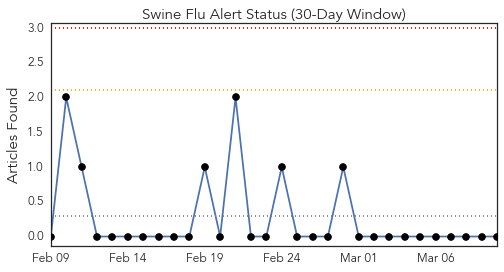 Swine Flu Alert Status (30-Day Window)
Articles Found
3.0
2.5
2.0
1.5
1.0
0.5
0.0
Feb 09 Feb 14 Feb 19 Feb 24 Mar 01 Mar 06